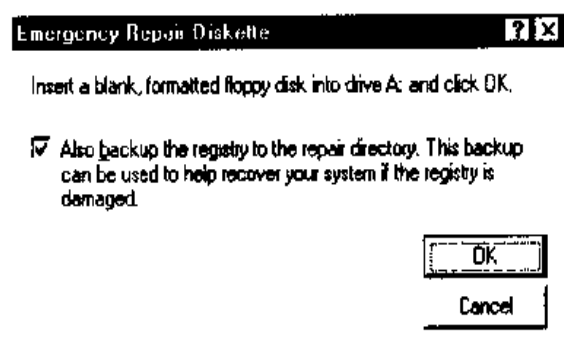 Emergency Repair Diskette
Insert a blank, formatted floppy disk into drive A: and click OK.
Also backup the registry to the repair directory. This backup
can be used to help recover your system if the registry is
damaged.
OK
Cancel